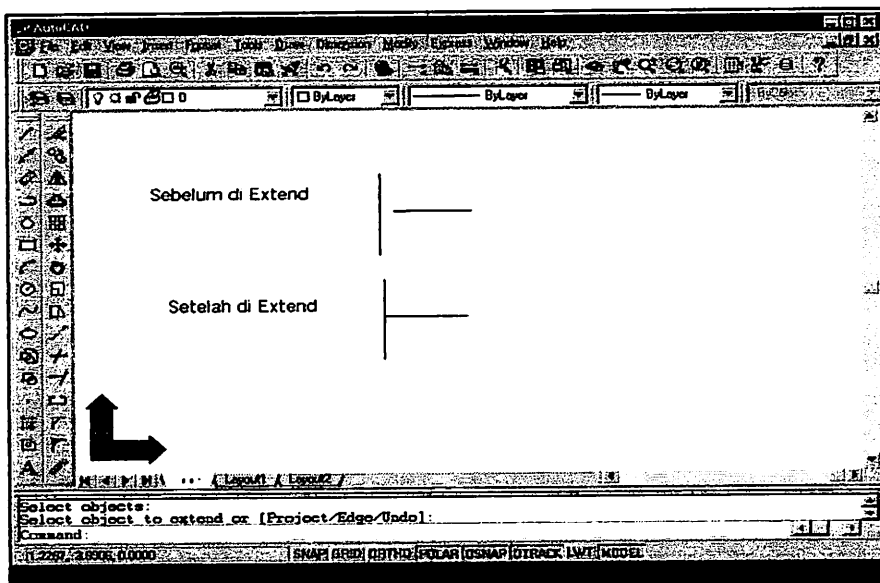 AutoCAD
File Edit View Insert Format Tools Draw Dimension Modify Express Window Help
0 ByLayer ByLayer ByLayer
Sebelum di Extend
Setelah di Extend
Layout1 Layout2
Select objects:
Select object to extend or [Project/Edge/Undo]:
Command:
SNAP GRID ORTHO POLAR OSNAP OTRACK LWT MODEL